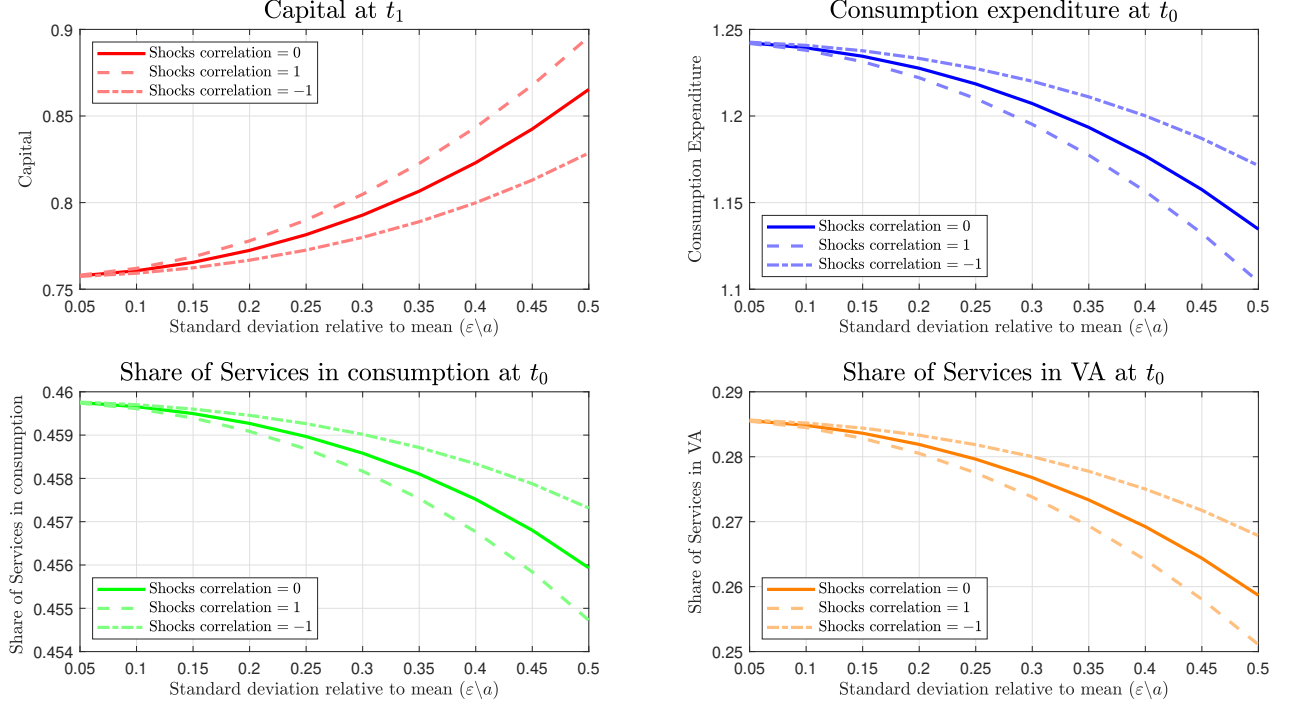 Capital at t₁
Capital
0.9
0.85
0.8
0.75
Shocks correlation = 0
Shocks correlation = 1
Shocks correlation = −1
0.05 0.1 0.15 0.2 0.25 0.3 0.35 0.4 0.45 0.5
Standard deviation relative to mean (ε\a)
Consumption expenditure at t₀
Consumption Expenditure
1.25
1.2
1.15
1.1
Shocks correlation = 0
Shocks correlation = 1
Shocks correlation = −1
0.05 0.1 0.15 0.2 0.25 0.3 0.35 0.4 0.45 0.5
Standard deviation relative to mean (ε\a)
Share of Services in consumption at t₀
Share of Services in consumption
0.46
0.459
0.458
0.457
0.456
0.455
0.454
Shocks correlation = 0
Shocks correlation = 1
Shocks correlation = −1
0.05 0.1 0.15 0.2 0.25 0.3 0.35 0.4 0.45 0.5
Standard deviation relative to mean (ε\a)
Share of Services in VA at t₀
Share of Services in VA
0.29
0.28
0.27
0.26
0.25
Shocks correlation = 0
Shocks correlation = 1
Shocks correlation = −1
0.05 0.1 0.15 0.2 0.25 0.3 0.35 0.4 0.45 0.5
Standard deviation relative to mean (ε\a)